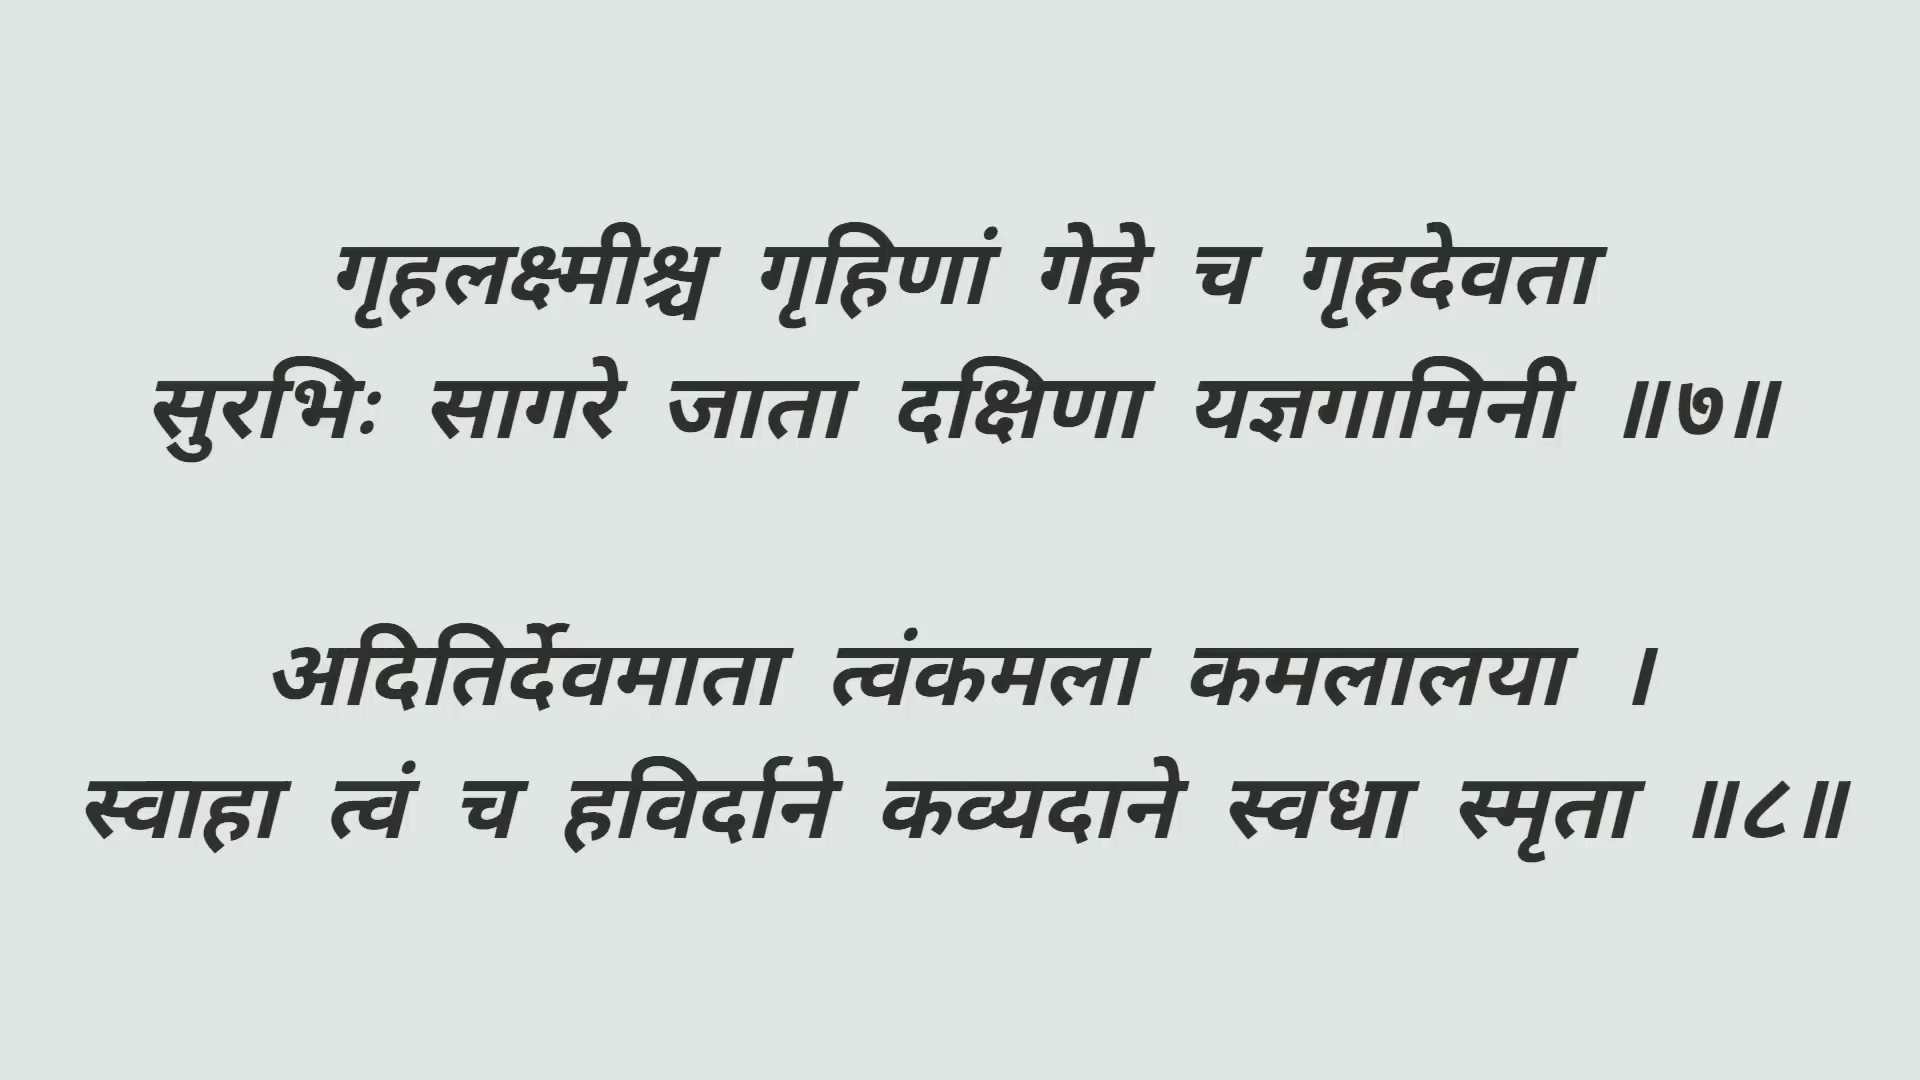 गृहलक्ष्मीश्च गृहिणां गेहे च गृहदेवता
सुरभिः सागरे जाता दक्षिणा यज्ञगामिनी ॥७॥
अदितिर्देवमाता त्वंकमला कमलालया ।
स्वाहा त्वं च हविर्दाने कव्यदाने स्वधा स्मृता ॥८॥